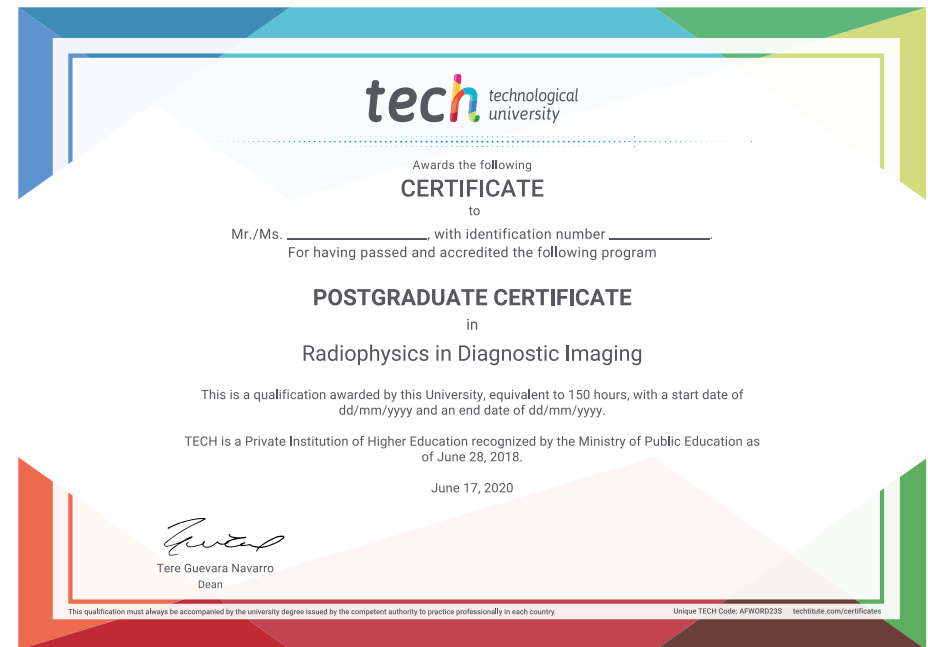 tech technological
university
Awards the following
CERTIFICATE
to
Mr./Ms. ____________________, with identification number ______________.
For having passed and accredited the following program
POSTGRADUATE CERTIFICATE
in
Radiophysics in Diagnostic Imaging
This is a qualification awarded by this University, equivalent to 150 hours, with a start date of
dd/mm/yyyy and an end date of dd/mm/yyyy.
TECH is a Private Institution of Higher Education recognized by the Ministry of Public Education as
of June 28, 2018.
June 17, 2020
Tere Guevara Navarro
Dean
This qualification must always be accompanied by the university degree issued by the competent authority to practice professionally in each country.
Unique TECH Code: AFWORD23S techtitute.com/certificates